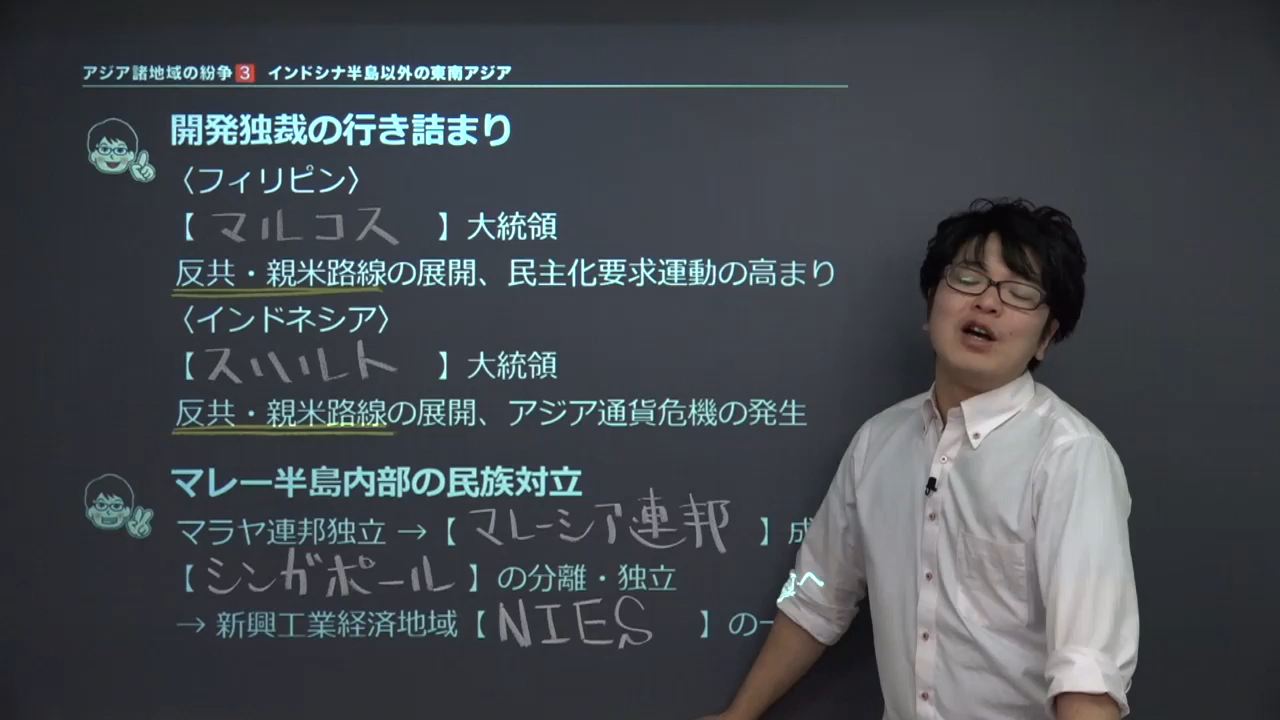 アジア諸地域の紛争 3 インドシナ半島以外の東南アジア
開発独裁の行き詰まり
〈フィリピン〉
【 マルコス 】大統領
反共・親米路線の展開、民主化要求運動の高まり
〈インドネシア〉
【 スハルト 】大統領
反共・親米路線の展開、アジア通貨危機の発生
マレー半島内部の民族対立
マラヤ連邦独立 →【 マレーシア連邦 】成
【 シンガポール 】の分離・独立
→ 新興工業経済地域【 NIES 】の一
へ